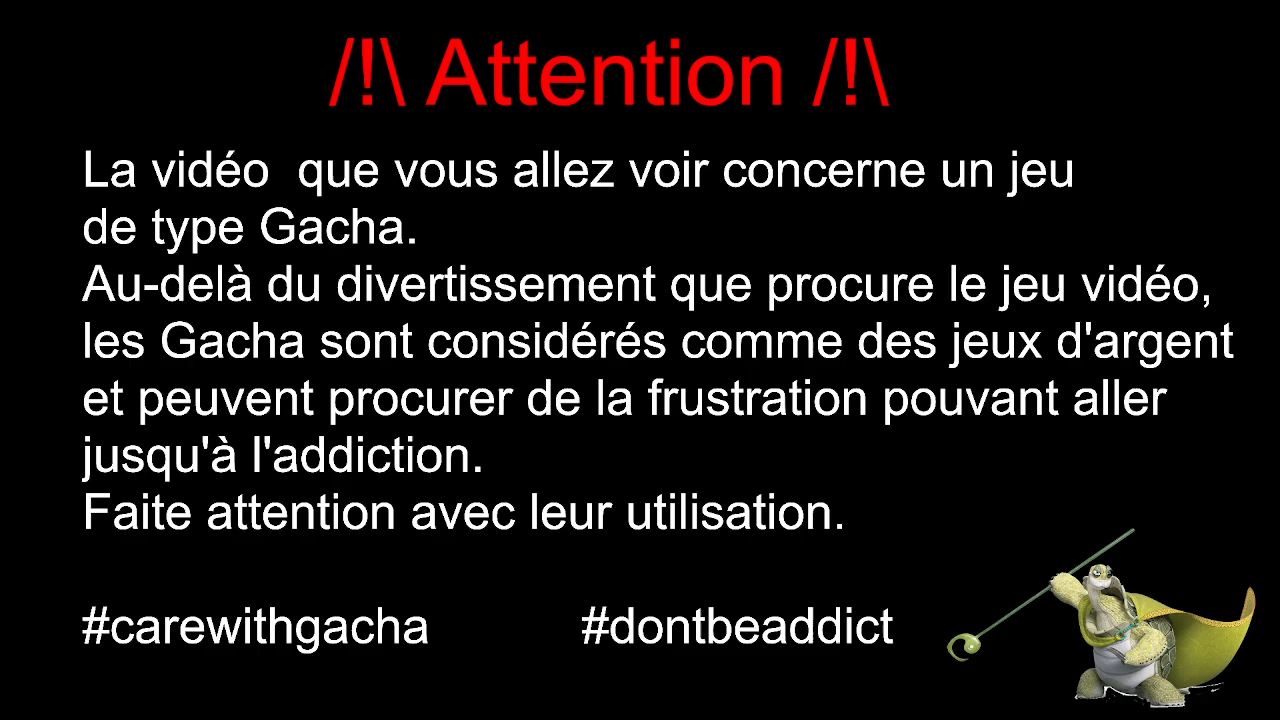 /!\ Attention /!\
La vidéo  que vous allez voir concerne un jeu
de type Gacha.
Au-delà du divertissement que procure le jeu vidéo,
les Gacha sont considérés comme des jeux d'argent
et peuvent procurer de la frustration pouvant aller
jusqu'à l'addiction.
Faite attention avec leur utilisation.
#carewithgacha #dontbeaddict